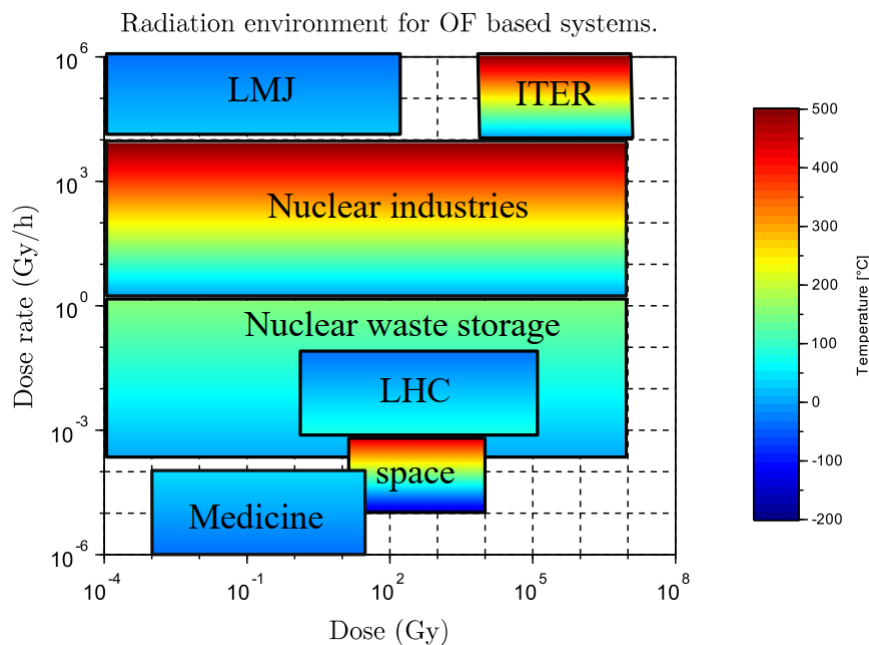 Radiation environment for OF based systems.
10^6
10^3
10^0
10^-3
10^-6
Dose rate (Gy/h)
LMJ
ITER
Nuclear industries
Nuclear waste storage
LHC
space
Medicine
10^-4
10^-1
10^2
10^5
10^8
Dose (Gy)
500
400
300
200
100
0
-100
-200
Temperature [°C]